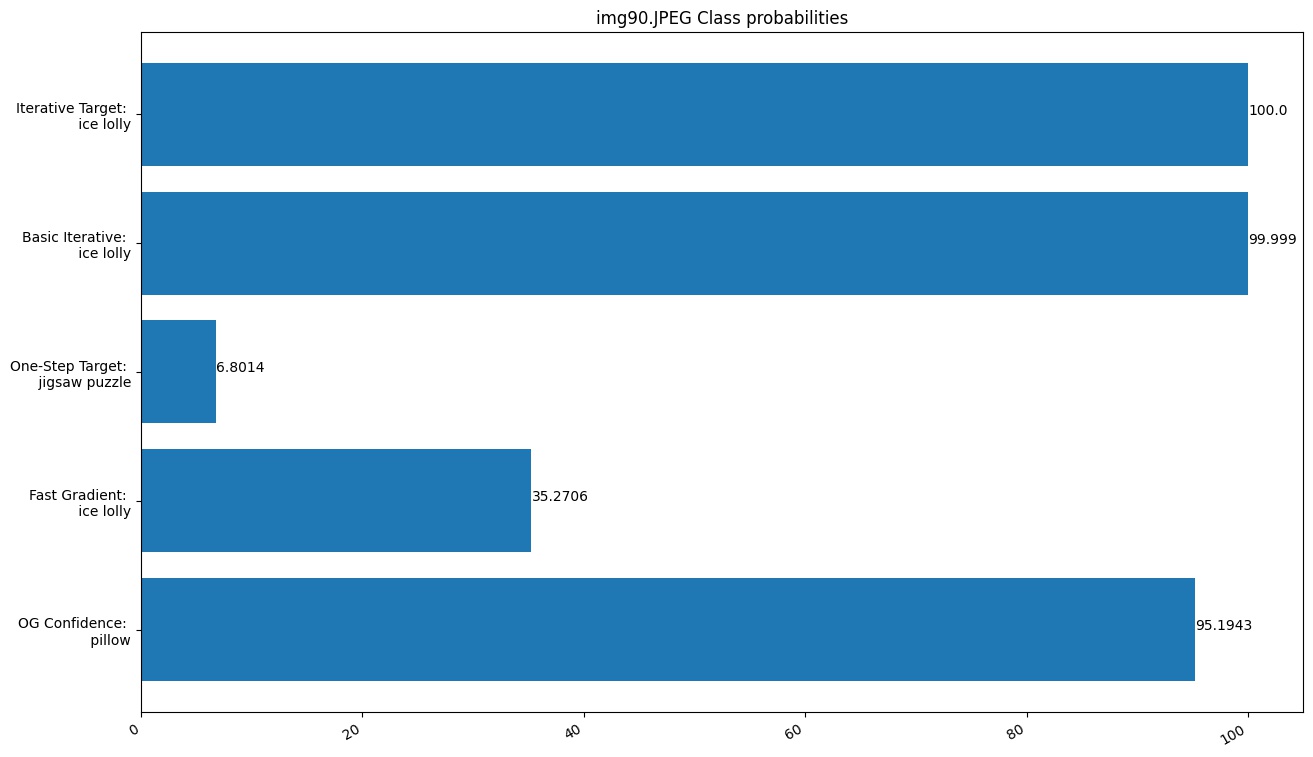 img90.JPEG Class probabilities
Iterative Target:
ice lolly
100.0
Basic Iterative:
ice lolly
99.999
One-Step Target:
jigsaw puzzle
6.8014
Fast Gradient:
ice lolly
35.2706
OG Confidence:
pillow
95.1943
0
20
40
60
80
100